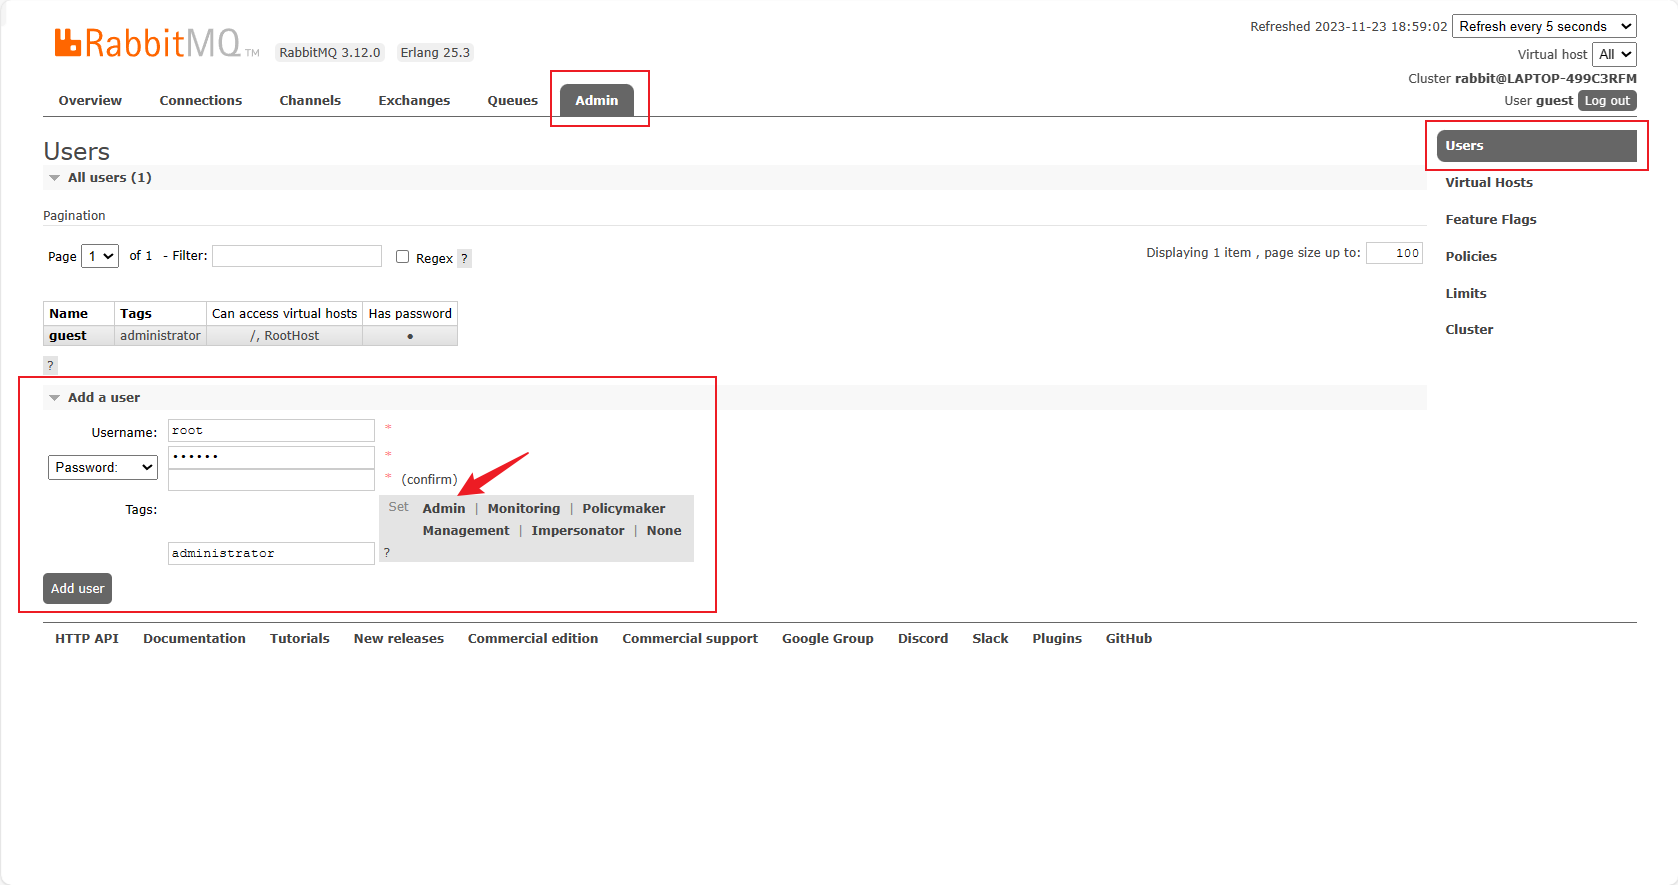 Refreshed 2023-11-23 18:59:02 Refresh every 5 seconds
RabbitMQ TM RabbitMQ 3.12.0 Erlang 25.3
Virtual host All
Cluster rabbit@LAPTOP-499C3RFM
User guest Log out
Overview Connections Channels Exchanges Queues Admin
Users
All users (1)
Pagination
Page 1 of 1 - Filter: Regex ?
Displaying 1 item , page size up to: 100
Name Tags Can access virtual hosts Has password
guest administrator /, RootHost ●
?
Add a user
Username: root *
Password: •••••• *
* (confirm)
Tags:
Set Admin | Monitoring | Policymaker
Management | Impersonator | None
administrator ?
Add user
Users
Virtual Hosts
Feature Flags
Policies
Limits
Cluster
HTTP API Documentation Tutorials New releases Commercial edition Commercial support Google Group Discord Slack Plugins GitHub